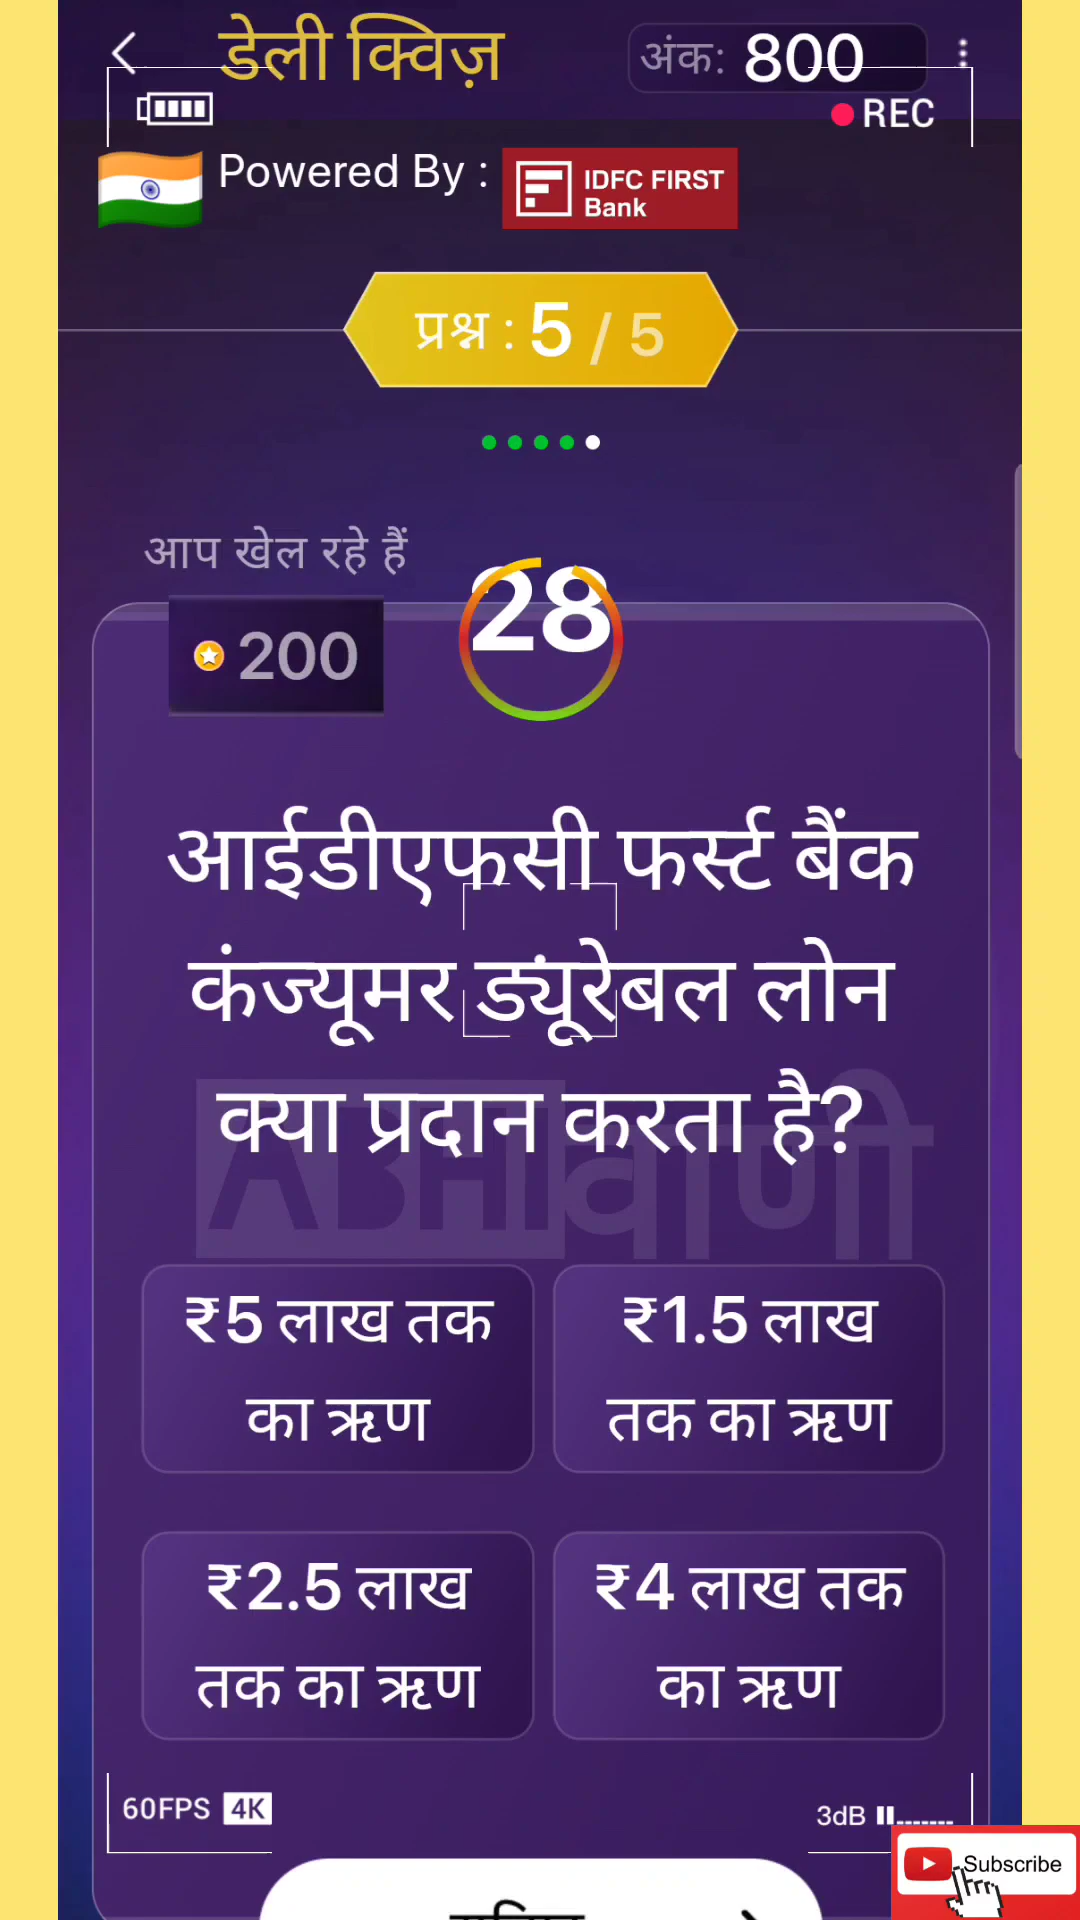 डेली क्विज़
अंक: 800
REC
Powered By :
IDFC FIRST
Bank
प्रश्न : 5 / 5
आप खेल रहे हैं
200
28
आईडीएफसी फर्स्ट बैंक
कंज्यूमर ड्यूंरेबल लोन
क्या प्रदान करता है?
ABHIवाणी
₹5 लाख तक
का ऋण
₹1.5 लाख
तक का ऋण
₹2.5 लाख
तक का ऋण
₹4 लाख तक
का ऋण
60FPS 4K
3dB
Subscribe